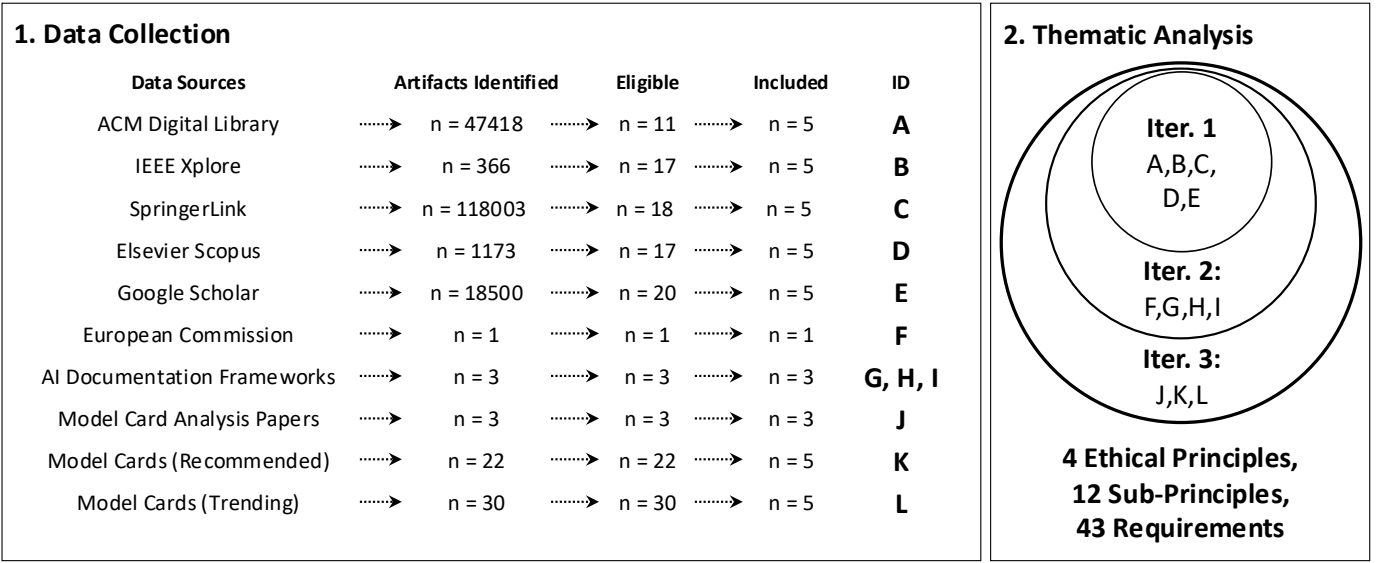 1. Data Collection
Data Sources Artifacts Identified Eligible Included ID
ACM Digital Library n = 47418 n = 11 n = 5 A
IEEE Xplore n = 366 n = 17 n = 5 B
SpringerLink n = 118003 n = 18 n = 5 C
Elsevier Scopus n = 1173 n = 17 n = 5 D
Google Scholar n = 18500 n = 20 n = 5 E
European Commission n = 1 n = 1 n = 1 F
AI Documentation Frameworks n = 3 n = 3 n = 3 G, H, I
Model Card Analysis Papers n = 3 n = 3 n = 3 J
Model Cards (Recommended) n = 22 n = 22 n = 5 K
Model Cards (Trending) n = 30 n = 30 n = 5 L
2. Thematic Analysis
Iter. 1
A,B,C,
D,E
Iter. 2:
F,G,H,I
Iter. 3:
J,K,L
4 Ethical Principles,
12 Sub-Principles,
43 Requirements